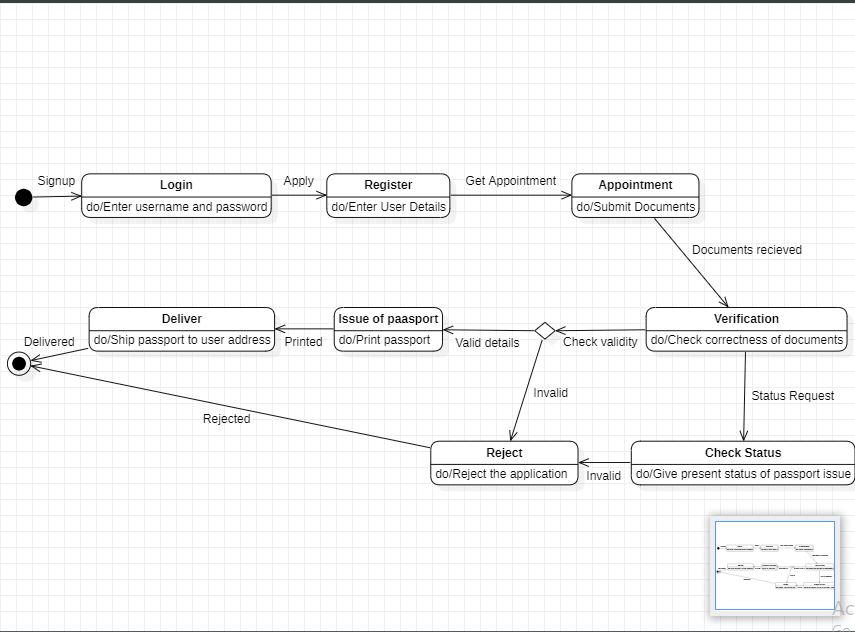 Signup
Login
do/Enter username and password
Apply
Register
do/Enter User Details
Get Appointment
Appointment
do/Submit Documents
Documents recieved
Delivered
Deliver
do/Ship passport to user address
Printed
Issue of paasport
do/Print passport
Valid details
Check validity
Verification
do/Check correctness of documents
Invalid
Status Request
Rejected
Reject
do/Reject the application
Invalid
Check Status
do/Give present status of passport issue